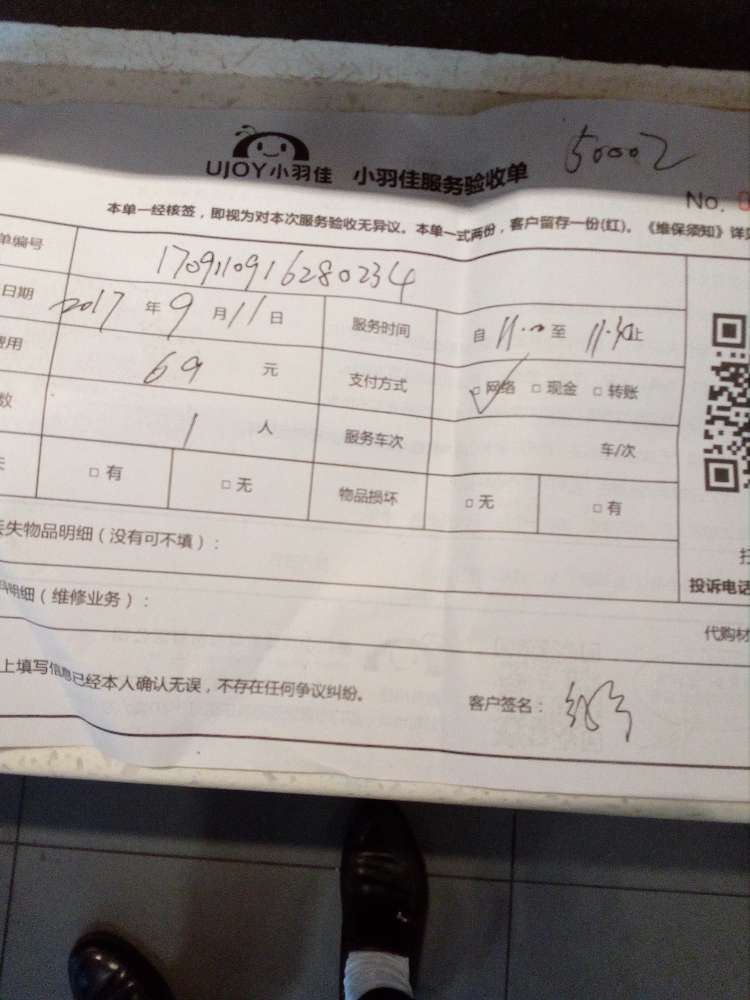 50002
UJOY小羽佳 小羽佳服务验收单
No. 0
本单一经核签，即视为对本次服务验收无异议。本单一式两份，客户留存一份(红)。《维保须知》详见
单编号 1709110916280234
日期 2017 年 9 月 11 日 服务时间 自 11:00 至 11:30 止
费用 69 元 支付方式 □ 网络 □ 现金 □ 转账
数 1 人 服务车次 车/次
失 □ 有 □ 无 物品损坏 □ 无 □ 有
丢失物品明细（没有可不填）：
投诉电话
料明细（维修业务）：
代购材
上填写信息已经本人确认无误，不存在任何争议纠纷。
客户签名：